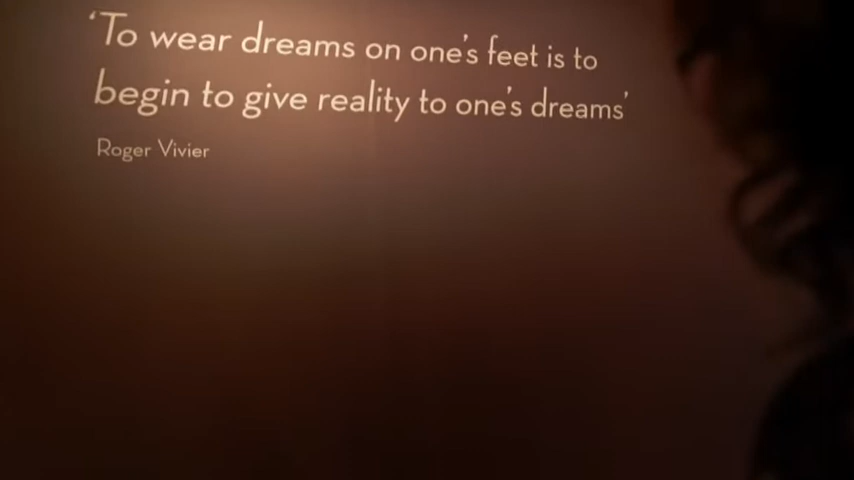 ‘To wear dreams on one's feet is to
begin to give reality to one's dreams’
Roger Vivier